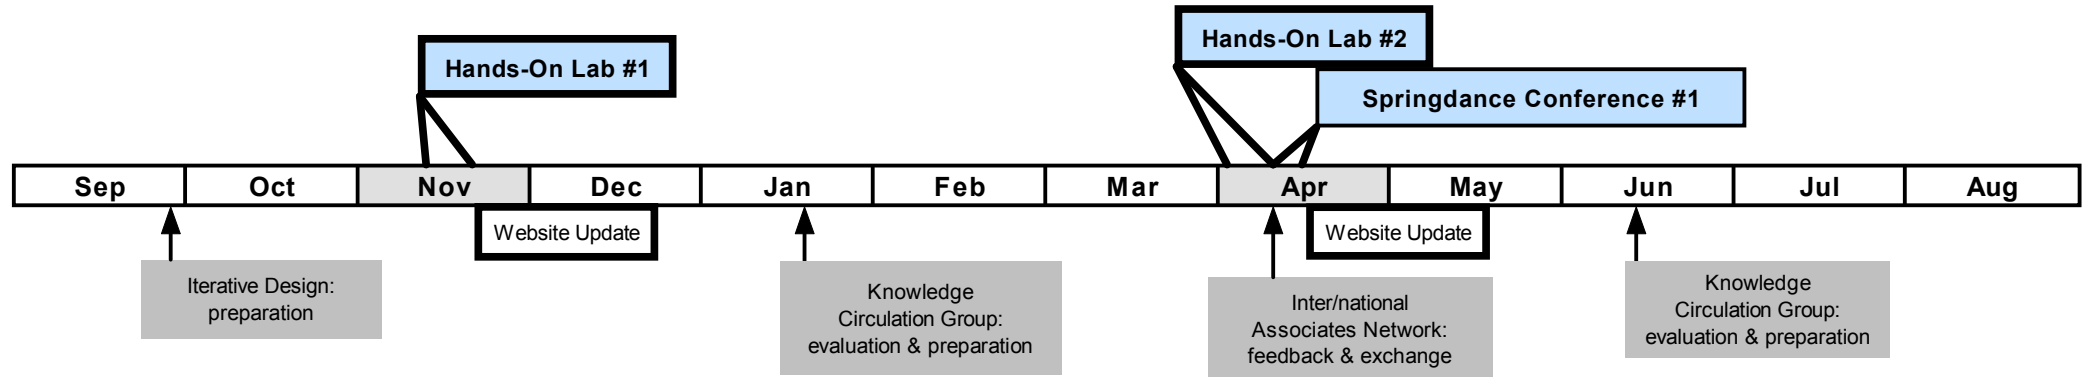 Hands-On Lab #1
Hands-On Lab #2
Springdance Conference #1
Sep Oct Nov Dec Jan Feb Mar Apr May Jun Jul Aug
Website Update
Website Update
Iterative Design:
preparation
Knowledge
Circulation Group:
evaluation & preparation
Inter/national
Associates Network:
feedback & exchange
Knowledge
Circulation Group:
evaluation & preparation